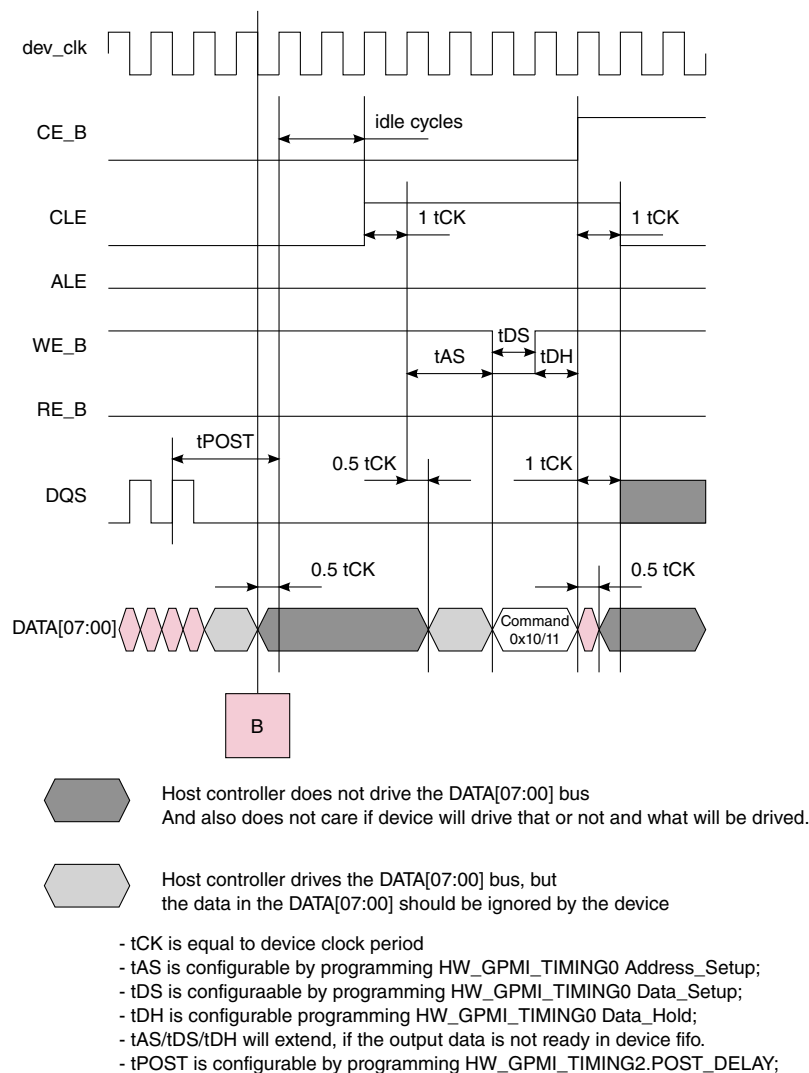 dev_clk
CE_B
idle cycles
CLE
1 tCK
1 tCK
ALE
WE_B
tDS
tAS
tDH
RE_B
tPOST
0.5 tCK
1 tCK
DQS
0.5 tCK
0.5 tCK
DATA[07:00]
Command
0x10/11
B
Host controller does not drive the DATA[07:00] bus
And also does not care if device will drive that or not and what will be drived.
Host controller drives the DATA[07:00] bus, but
the data in the DATA[07:00] should be ignored by the device
- tCK is equal to device clock period
- tAS is configurable by programming HW_GPMI_TIMING0 Address_Setup;
- tDS is configuraable by programming HW_GPMI_TIMING0 Data_Setup;
- tDH is configurable programming HW_GPMI_TIMING0 Data_Hold;
- tAS/tDS/tDH will extend, if the output data is not ready in device fifo.
- tPOST is configurable by programming HW_GPMI_TIMING2.POST_DELAY;